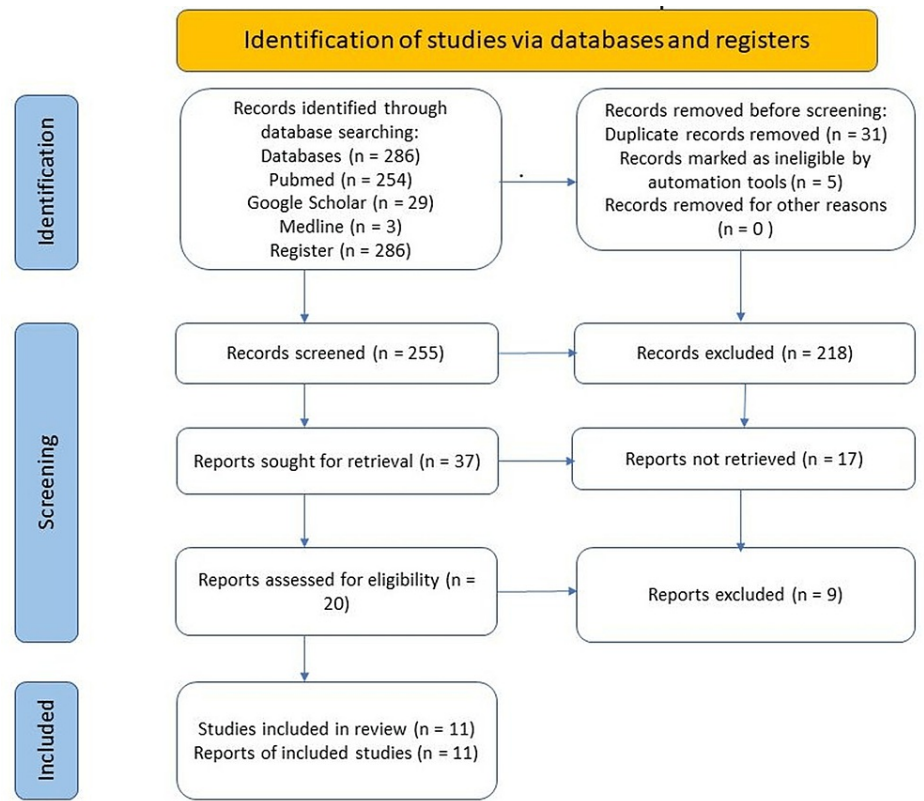 Identification of studies via databases and registers
Identification
Records identified through
database searching:
Databases (n = 286)
Pubmed (n = 254)
Google Scholar (n = 29)
Medline (n = 3)
Register (n = 286)
Records removed before screening:
Duplicate records removed (n = 31)
Records marked as ineligible by
automation tools (n = 5)
Records removed for other reasons
(n = 0 )
Screening
Records screened (n = 255)
Records excluded (n = 218)
Reports sought for retrieval (n = 37)
Reports not retrieved (n = 17)
Reports assessed for eligibility (n =
20)
Reports excluded (n = 9)
Included
Studies included in review (n = 11)
Reports of included studies (n = 11)